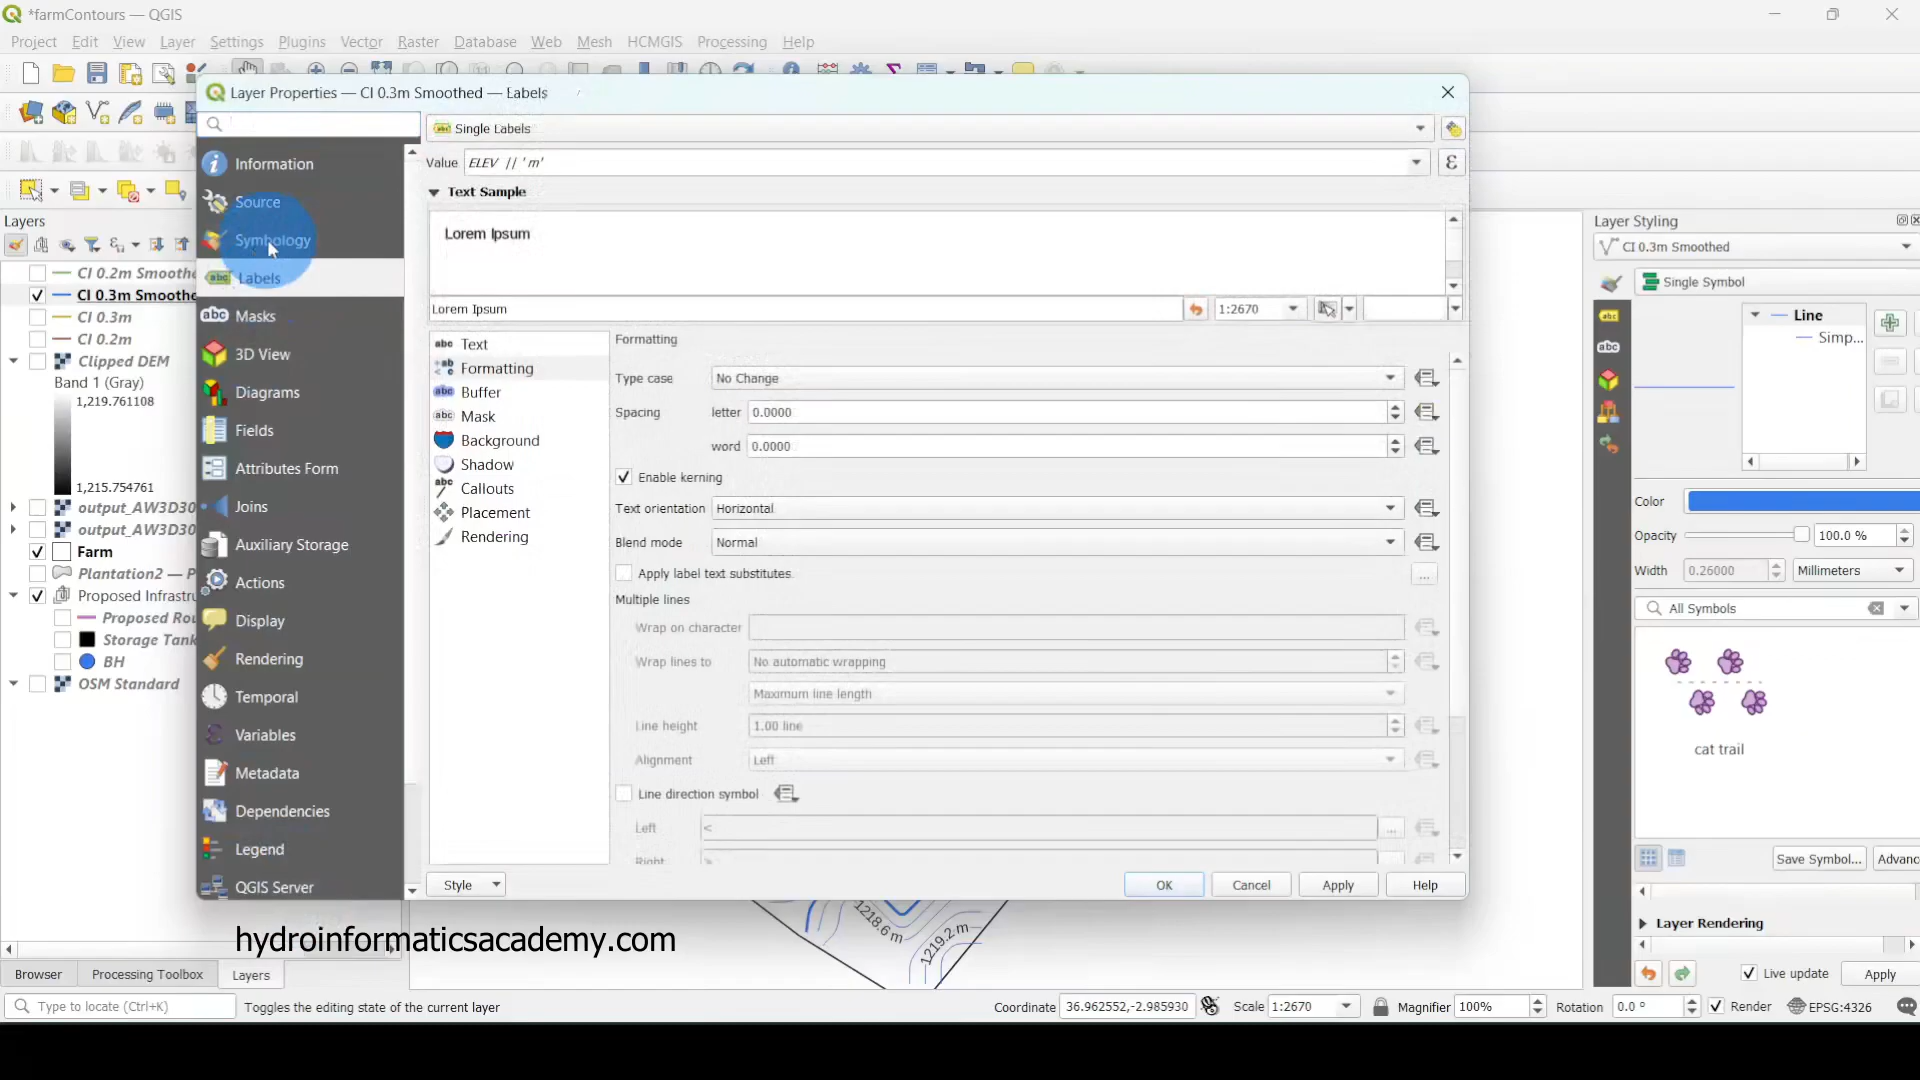 *farmContours — QGIS
Project Edit View Layer Settings Plugins Vector Raster Database Web Mesh HCMGIS Processing Help
Layer Properties — CI 0.3m Smoothed — Labels
Information
Source
Symbology
Labels
Masks
3D View
Diagrams
Fields
Attributes Form
Joins
Auxiliary Storage
Actions
Display
Rendering
Temporal
Variables
Metadata
Dependencies
Legend
QGIS Server
Single Labels
Value ELEV || ' m'
Text Sample
Lorem Ipsum
Lorem Ipsum 1:2670
Text
Formatting
Buffer
Mask
Background
Shadow
Callouts
Placement
Rendering
Formatting
Type case No Change
Spacing letter 0.0000
word 0.0000
Enable kerning
Text orientation Horizontal
Blend mode Normal
Apply label text substitutes
Multiple lines
Wrap on character
Wrap lines to No automatic wrapping
Maximum line length
Line height 1.00 line
Alignment Left
Line direction symbol
Left <
Right >
Style OK Cancel Apply Help
Layers
CI 0.2m Smoothe
CI 0.3m Smoothe
CI 0.3m
CI 0.2m
Clipped DEM
Band 1 (Gray)
1,219.761108
1,215.754761
output_AW3D30
output_AW3D30
Farm
Plantation2 — P
Proposed Infrastru
Proposed Rou
Storage Tank
BH
OSM Standard
Layer Styling
CI 0.3m Smoothed
Single Symbol
Line
Simp...
Color
Opacity 100.0 %
Width 0.26000 Millimeters
All Symbols
cat trail
Save Symbol... Advanc
Layer Rendering
Live update Apply
1218.6 m
1219.2 m
hydroinformaticsacademy.com
Browser Processing Toolbox Layers
Type to locate (Ctrl+K) Toggles the editing state of the current layer Coordinate 36.962552,-2.985930 Scale 1:2670 Magnifier 100% Rotation 0.0 ° Render EPSG:4326